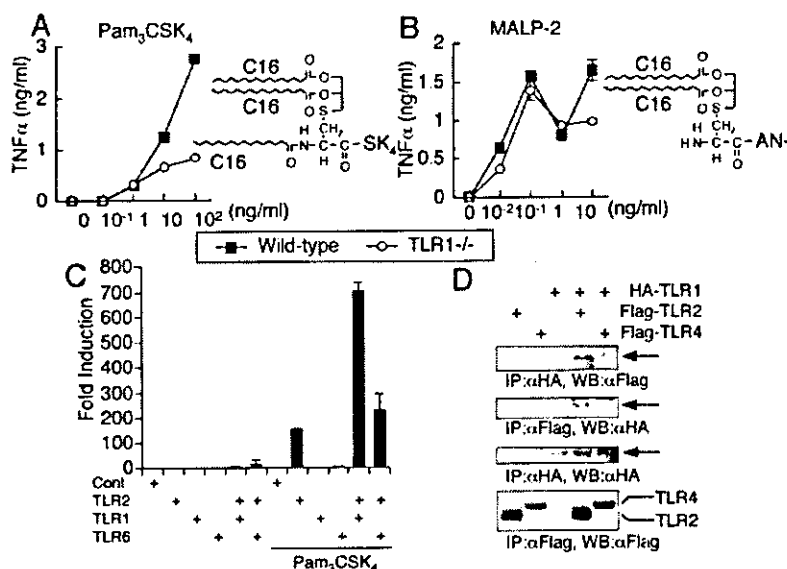 A
Pam₃CSK₄
TNFα (ng/ml)
3
2
1
0
0 10⁻¹ 1 10 10² (ng/ml)
C16
C16
C16
O
O
O
O
S
CH₂
H
N
C
C
SK₄
H
O
O
B
MALP-2
TNFα (ng/ml)
2
1.5
1
0.5
0
0 10⁻² 10⁻¹ 1 10 (ng/ml)
C16
C16
O
O
O
O
S
H
H N C C AN-
H O
Wild-type TLR1-/-
C
Fold Induction
800
700
600
500
400
300
200
100
0
Cont + +
TLR2 + + + + + +
TLR1 + + + +
TLR6 + + + +
Pam₃CSK₄
D
+ + + HA-TLR1
+ + Flag-TLR2
+ + Flag-TLR4
IP:αHA, WB:αFlag
IP:αFlag, WB:αHA
IP:αHA, WB:αHA
TLR4
TLR2
IP:αFlag, WB:αFlag